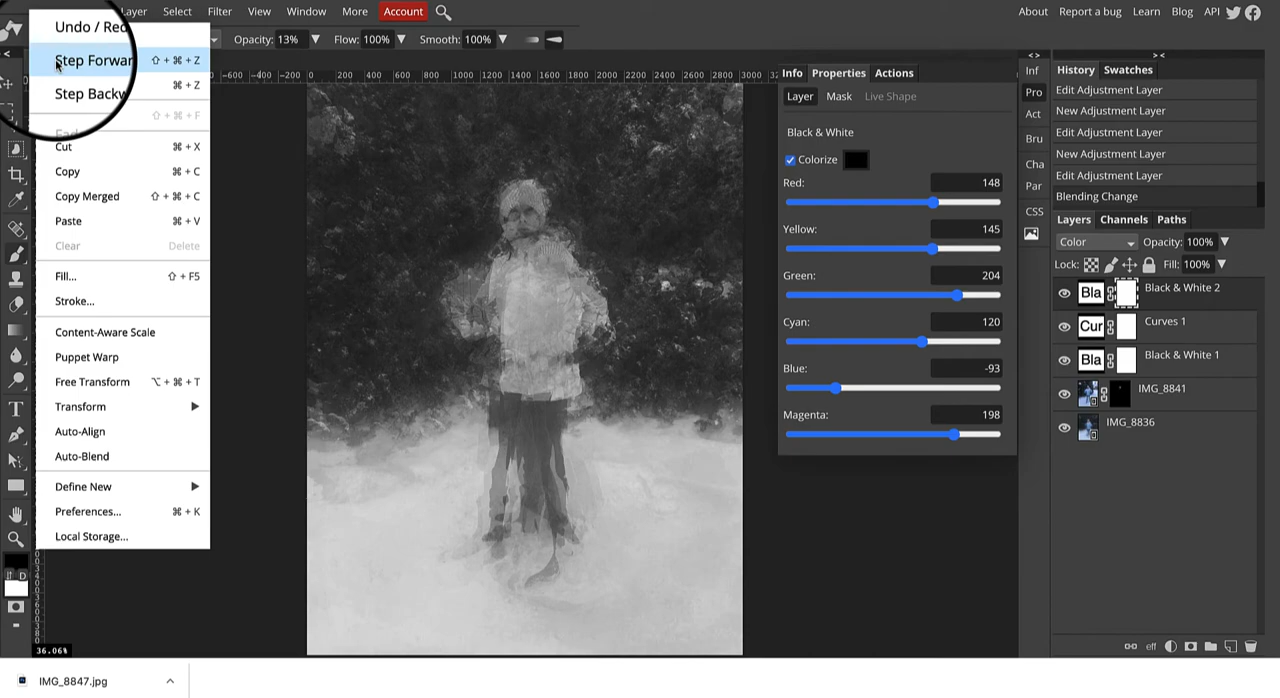 Layer Select Filter View Window More Account About Report a bug Learn Blog API
Opacity: 13% Flow: 100% Smooth: 100%
Undo / Red
Step Forwar ⇧ + ⌘ + Z
Step Backw ⌘ + Z
Fad ⇧ + ⌘ + F
Cut ⌘ + X
Copy ⌘ + C
Copy Merged ⇧ + ⌘ + C
Paste ⌘ + V
Clear Delete
Fill... ⇧ + F5
Stroke...
Content-Aware Scale
Puppet Warp
Free Transform ⌥ + ⌘ + T
Transform
Auto-Align
Auto-Blend
Define New
Preferences... ⌘ + K
Local Storage...
D
36.06%
-600 -400 -200 0 200 400 600 800 1000 1200 1400 1600 1800 2000 2200 2400 2600 2800 3000 32
Info Properties Actions
Layer Mask Live Shape
Black & White
Colorize
Red: 148
Yellow: 145
Green: 204
Cyan: 120
Blue: -93
Magenta: 198
< >
Inf
Pro
Act
Bru
Cha
Par
CSS
> <
History Swatches
Edit Adjustment Layer
New Adjustment Layer
Edit Adjustment Layer
New Adjustment Layer
Edit Adjustment Layer
Blending Change
Layers Channels Paths
Color Opacity: 100%
Lock: Fill: 100%
Bla Black & White 2
Cur Curves 1
Bla Black & White 1
IMG_8841
IMG_8836
eff
IMG_8847.jpg